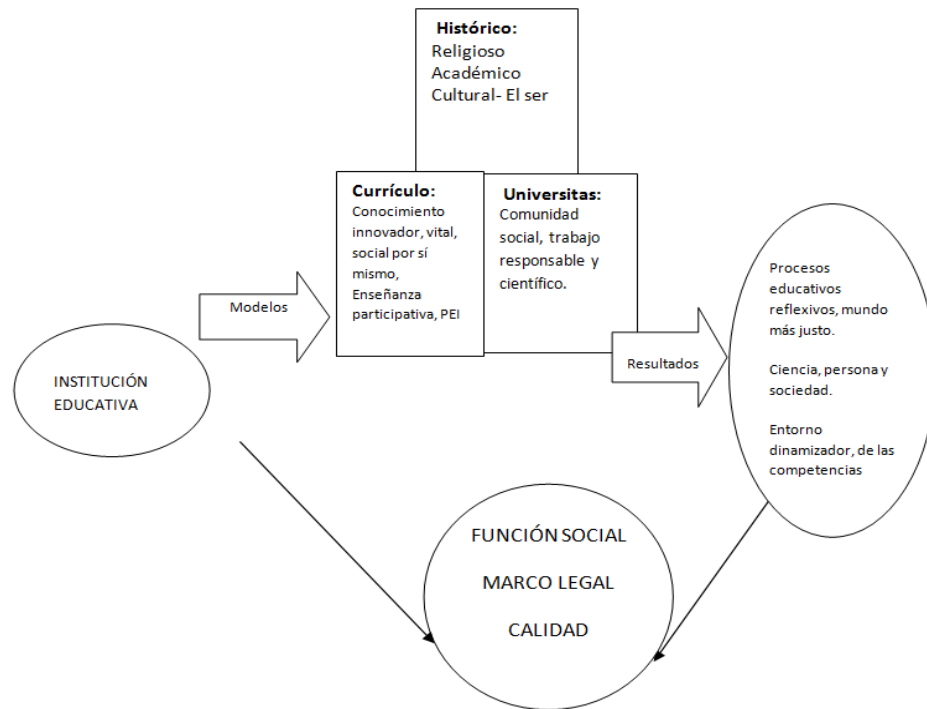 Histórico:
Religioso
Académico
Cultural- El ser
Currículo:
Conocimiento
innovador, vital,
social por sí
mismo,
Enseñanza
participativa, PEI
Universitas:
Comunidad
social, trabajo
responsable y
científico.
Modelos
INSTITUCIÓN
EDUCATIVA
Resultados
Procesos
educativos
reflexivos, mundo
más justo.
Ciencia, persona y
sociedad.
Entorno
dinamizador, de las
competencias
FUNCIÓN SOCIAL
MARCO LEGAL
CALIDAD